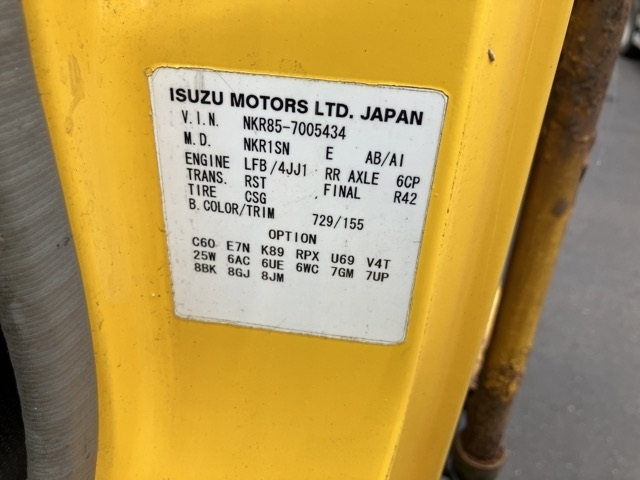 ISUZU MOTORS LTD. JAPAN
V.I.N. NKR85-7005434
M.D. NKR1SN E AB/AI
ENGINE LFB/4JJ1 RR AXLE 6CP
TRANS. RST FINAL R42
TIRE CSG
B.COLOR/TRIM 729/155
OPTION
C60 E7N K89 RPX U69 V4T
25W 6AC 6UE 6WC 7GM 7UP
8BK 8GJ 8JM